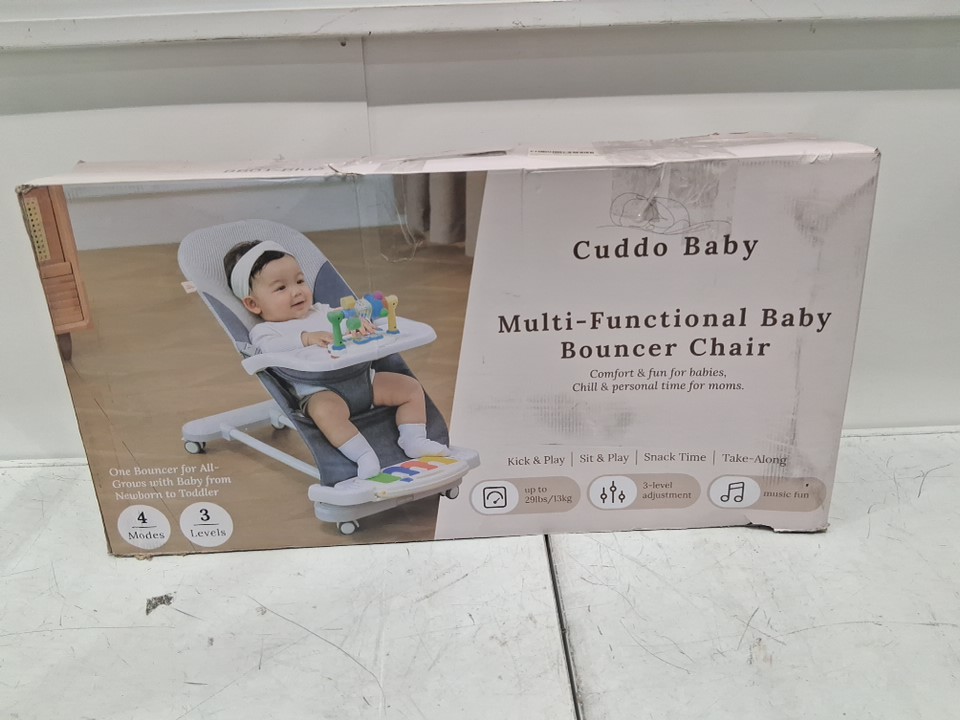 Cuddo Baby
Multi-Functional Baby
Bouncer Chair
Comfort & fun for babies,
Chill & personal time for moms.
Kick & Play | Sit & Play | Snack Time | Take-Along
up to
29lbs/13kg
3-level
adjustment
music fun
One Bouncer for All-
Grows with Baby from
Newborn to Toddler
4
Modes
3
Levels